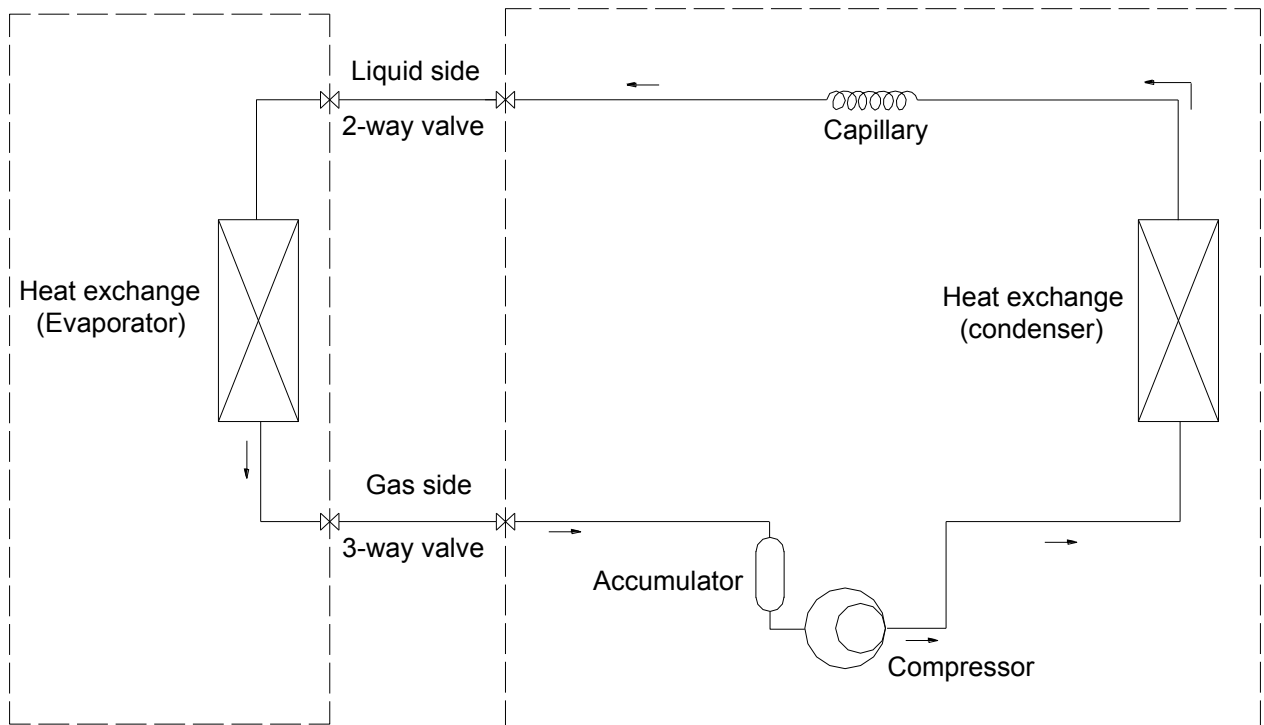 Liquid side
2-way valve
Capillary
Heat exchange
(Evaporator)
Heat exchange
(condenser)
Gas side
3-way valve
Accumulator
Compressor